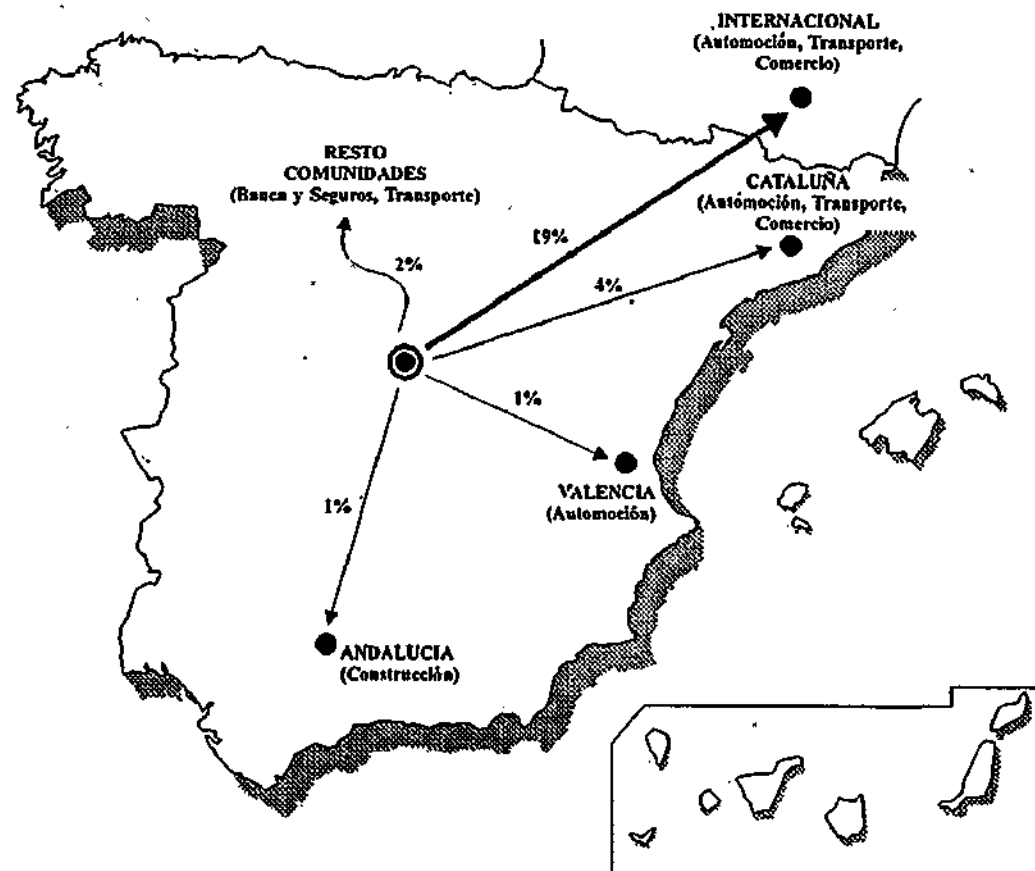 INTERNACIONAL
(Automoción, Transporte,
Comercio)
RESTO
COMUNIDADES
(Banca y Seguros, Transporte)
CATALUÑA
(Automoción, Transporte,
Comercio)
19%
2%
4%
1%
VALENCIA
(Automoción)
1%
ANDALUCIA
(Construcción)